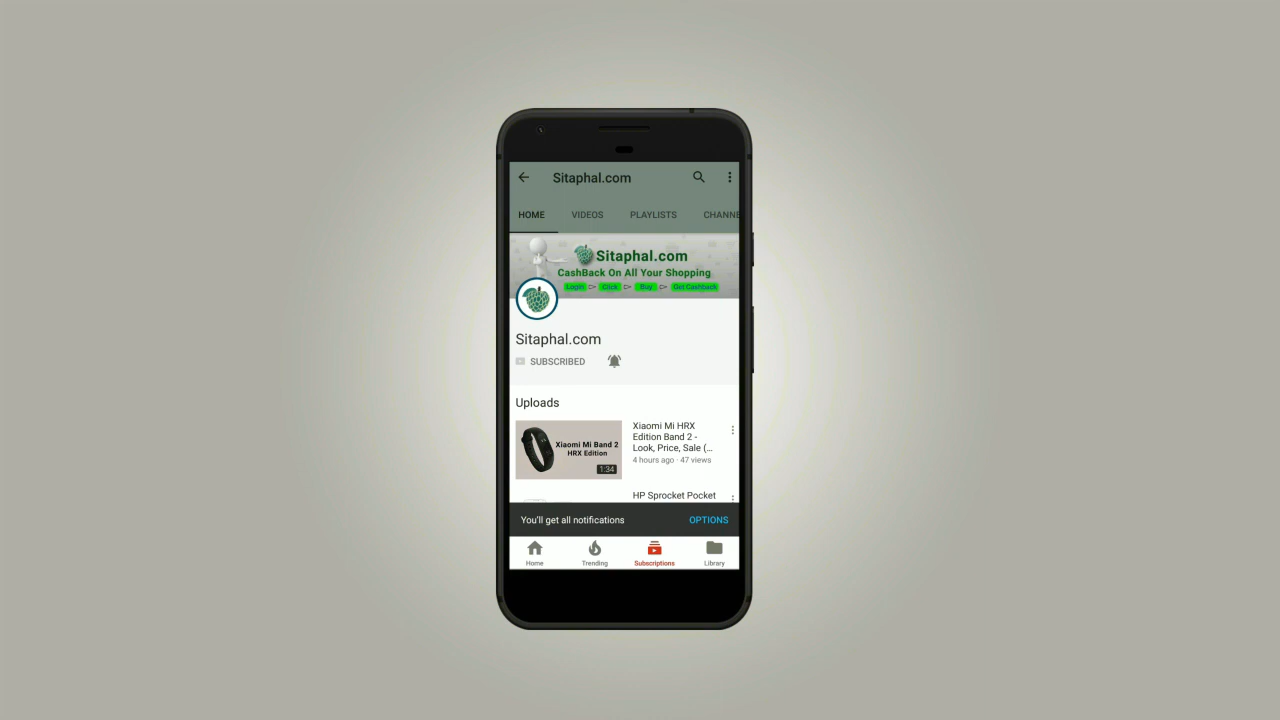 Sitaphal.com
HOME VIDEOS PLAYLISTS CHANNE
Sitaphal.com
CashBack On All Your Shopping
Login Click Buy Get Cashback
Sitaphal.com
SUBSCRIBED
Uploads
Xiaomi Mi Band 2
HRX Edition
1:34
Xiaomi Mi HRX
Edition Band 2 -
Look, Price, Sale (...
4 hours ago · 47 views
HP Sprocket Pocket
You'll get all notifications OPTIONS
Home Trending Subscriptions Library